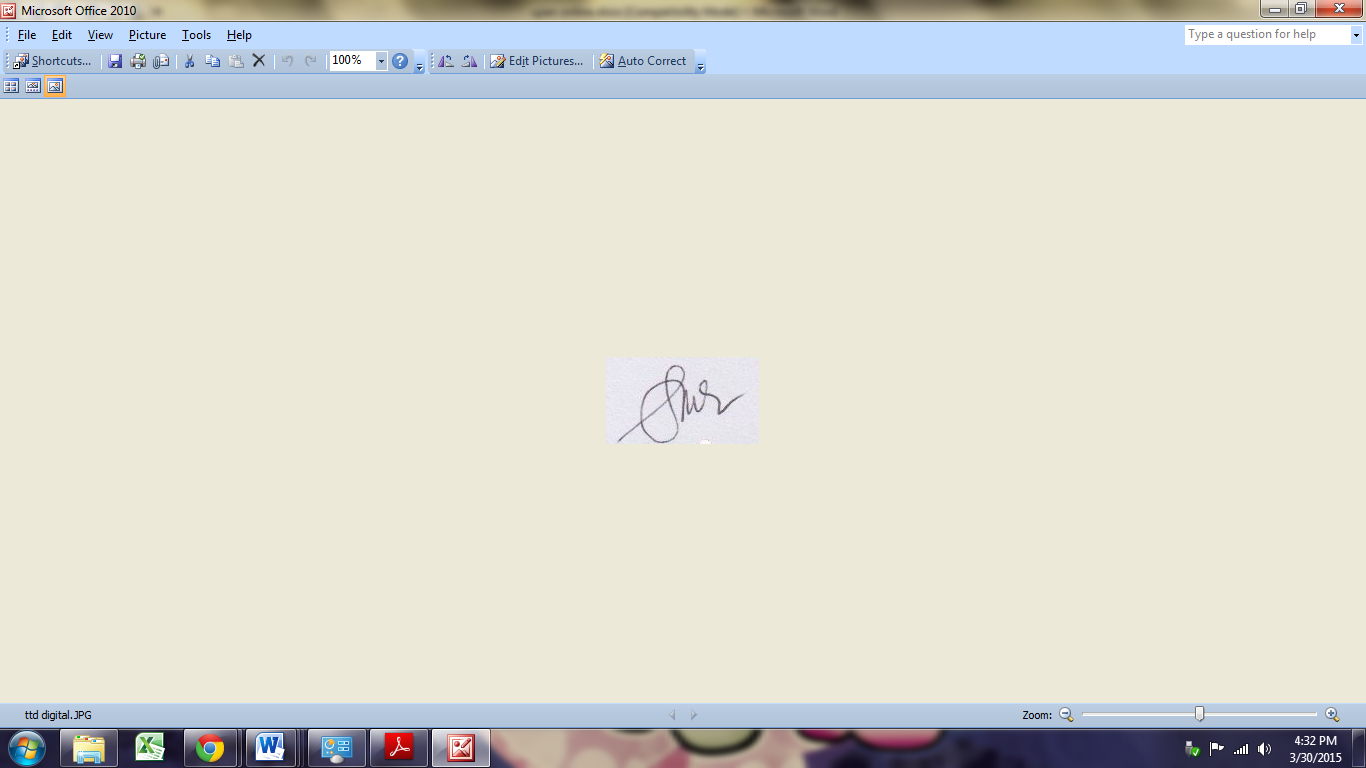 Microsoft Office 2010
File Edit View Picture Tools Help
Type a question for help
Shortcuts... 100% Edit Pictures... Auto Correct
ttd digital.JPG
Zoom:
4:32 PM
3/30/2015